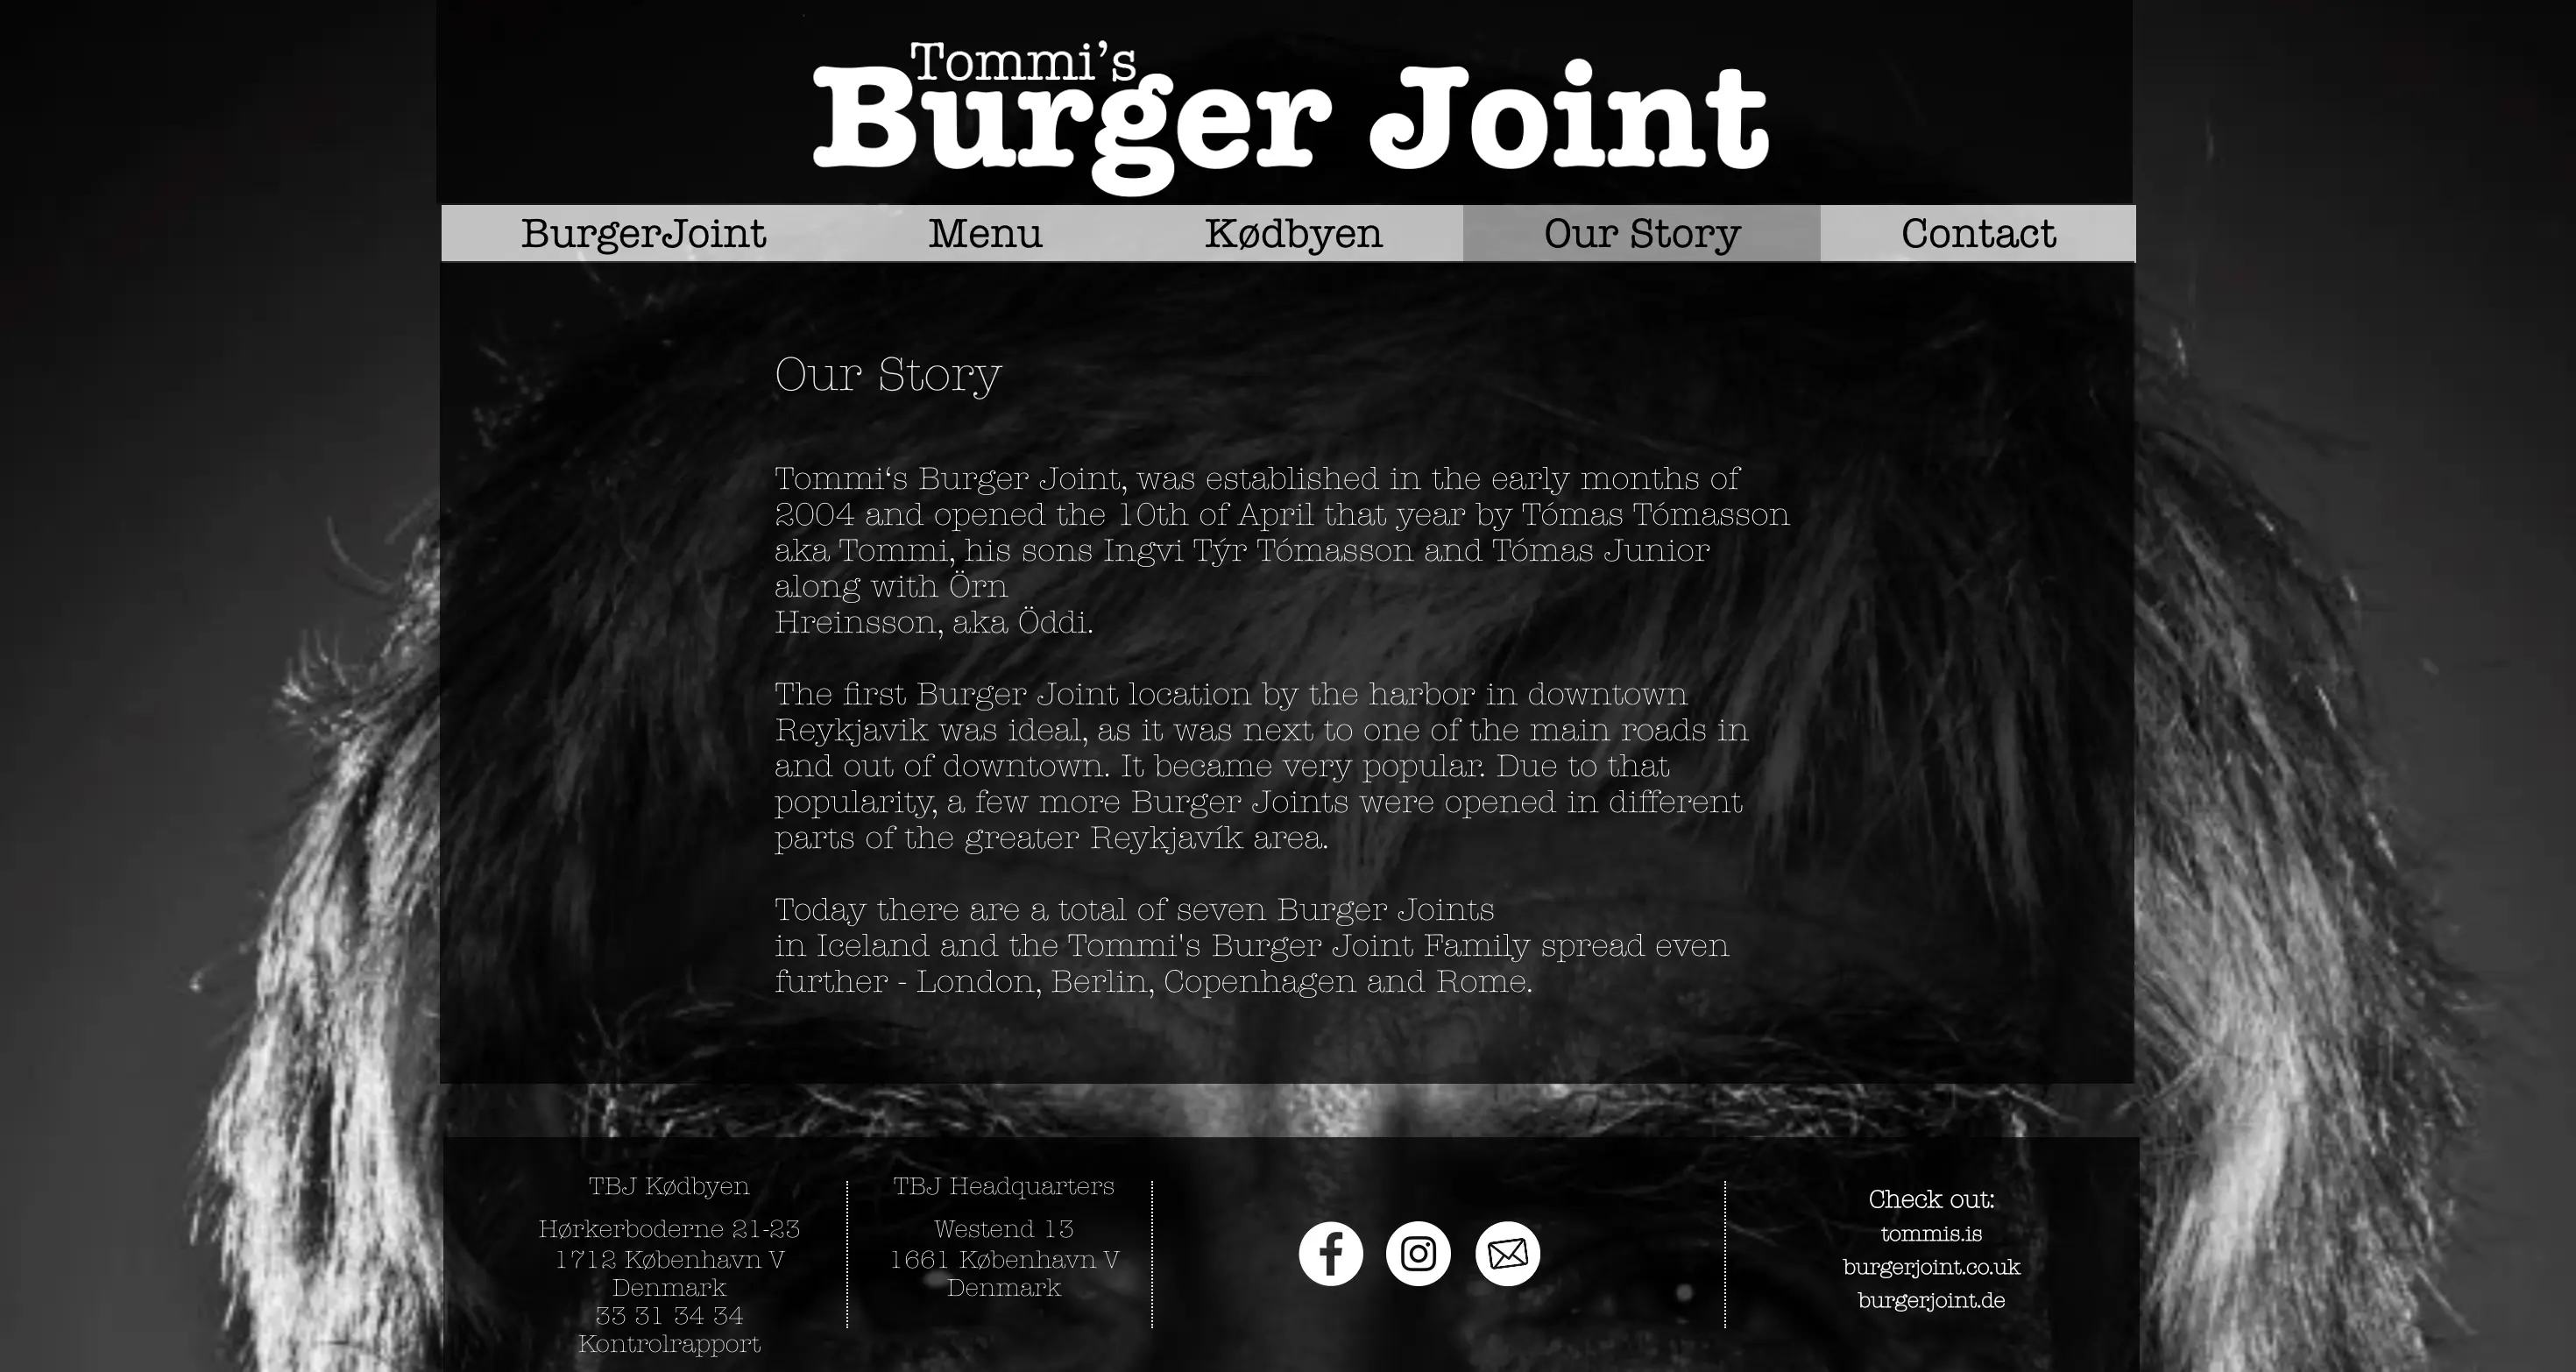 Tommi’s
Burger Joint
BurgerJoint Menu Kødbyen Our Story Contact
Our Story
Tommi‘s Burger Joint, was established in the early months of
2004 and opened the 10th of April that year by Tómas Tómasson
aka Tommi, his sons Ingvi Týr Tómasson and Tómas Junior
along with Örn
Hreinsson, aka Öddi.
The first Burger Joint location by the harbor in downtown
Reykjavik was ideal, as it was next to one of the main roads in
and out of downtown. It became very popular. Due to that
popularity, a few more Burger Joints were opened in different
parts of the greater Reykjavík area.
Today there are a total of seven Burger Joints
in Iceland and the Tommi's Burger Joint Family spread even
further - London, Berlin, Copenhagen and Rome.
TBJ Kødbyen
Hørkerboderne 21-23
1712 København V
Denmark
33 31 34 34
Kontrolrapport
TBJ Headquarters
Westend 13
1661 København V
Denmark
Check out:
tommis.is
burgerjoint.co.uk
burgerjoint.de